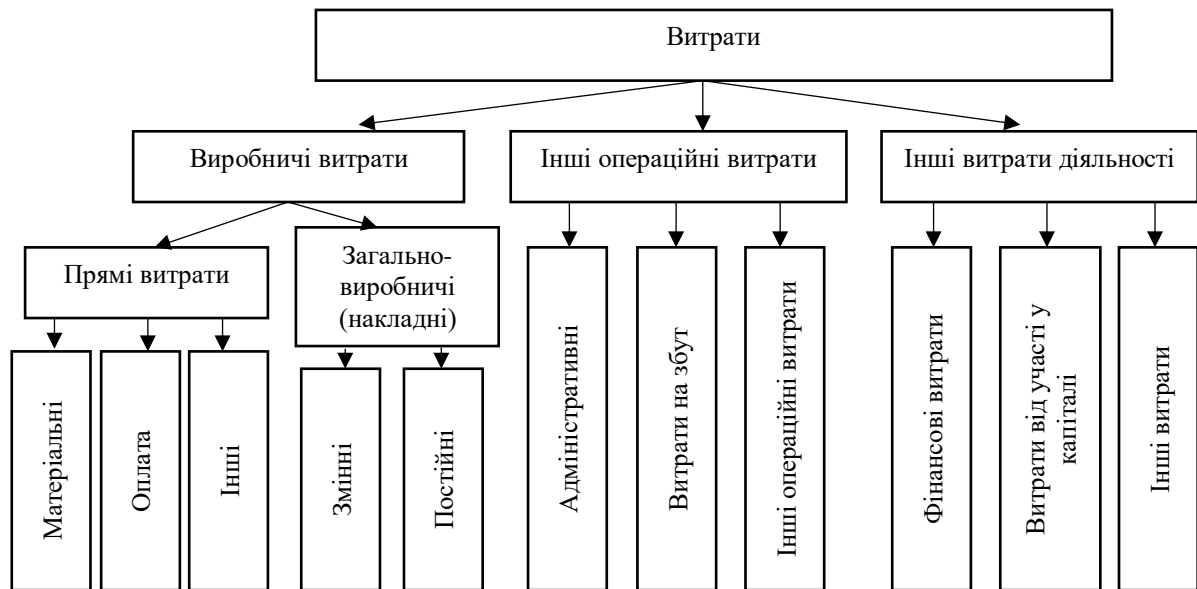 Витрати
Виробничі витрати
Інші операційні витрати
Інші витрати діяльності
Прямі витрати
Загально-
виробничі
(накладні)
Матеріальні
Оплата
Інші
Змінні
Постійні
Адміністративні
Витрати на збут
Інші операційні витрати
Фінансові витрати
Витрати від участі у
капіталі
Інші витрати